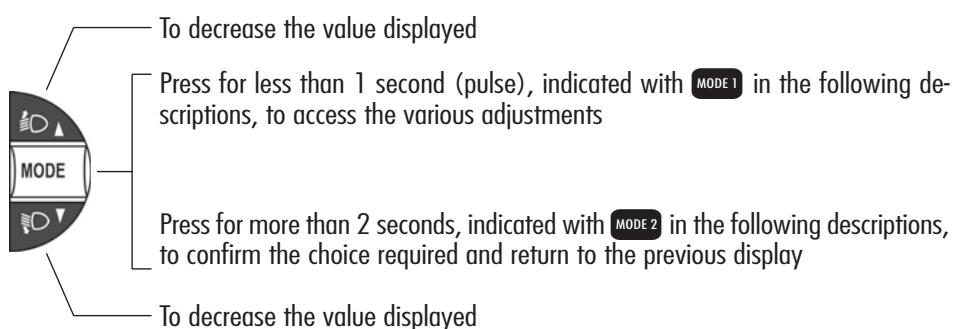 To decrease the value displayed
Press for less than 1 second (pulse), indicated with MODE 1 in the following de-
scriptions, to access the various adjustments
MODE
Press for more than 2 seconds, indicated with MODE 2 in the following descriptions,
to confirm the choice required and return to the previous display
To decrease the value displayed